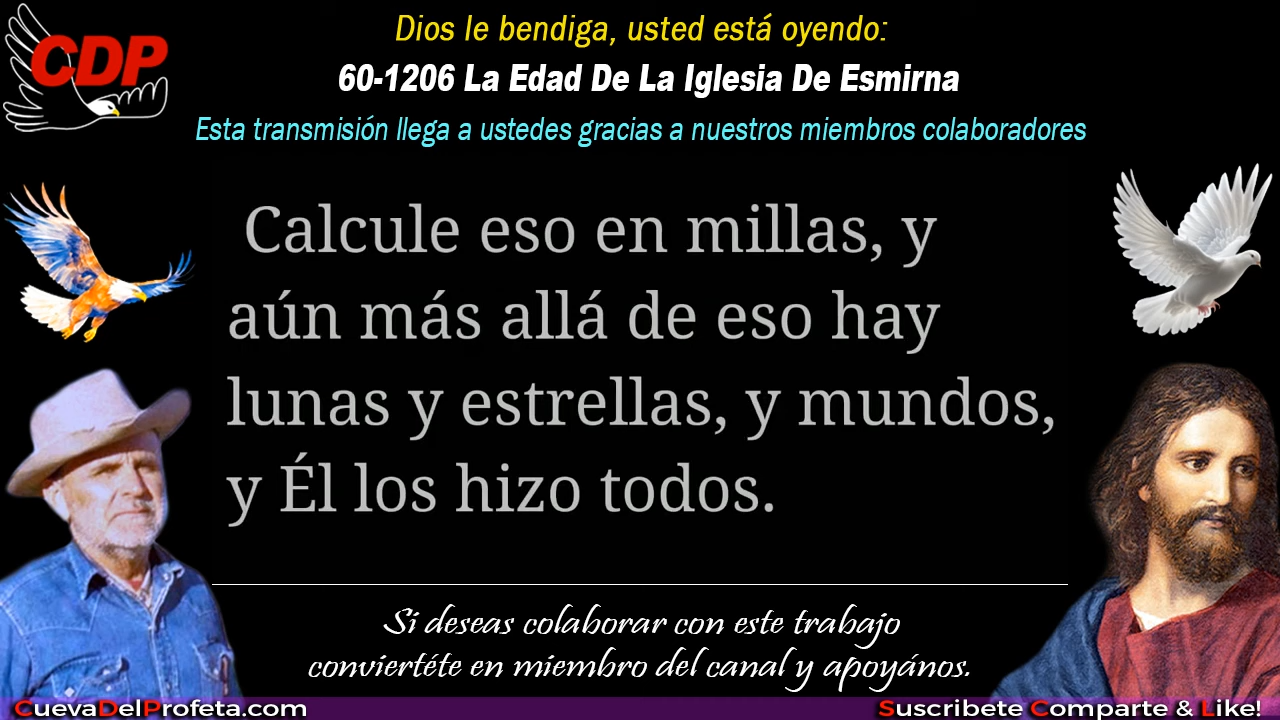 CDP
Dios le bendiga, usted está oyendo:
60-1206 La Edad De La Iglesia De Esmirna
Esta transmisión llega a ustedes gracias a nuestros miembros colaboradores
Calcule eso en millas, y
aún más allá de eso hay
lunas y estrellas, y mundos,
y Él los hizo todos.
Si deseas colaborar con este trabajo
conviertéte en miembro del canal y apoyános.
CuevaDelProfeta.com
Suscribete Comparte & Like!